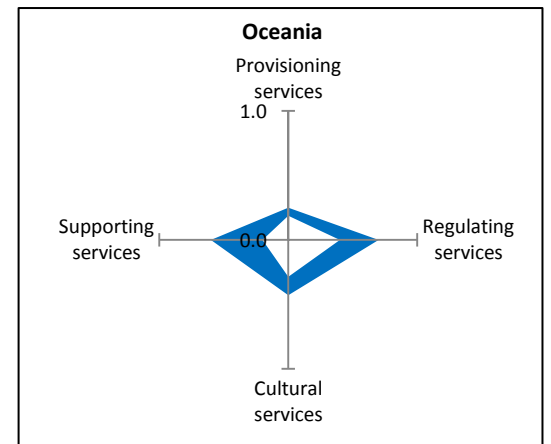 Oceania
Provisioning
services
1.0
Supporting
services
0.0
Regulating
services
Cultural
services